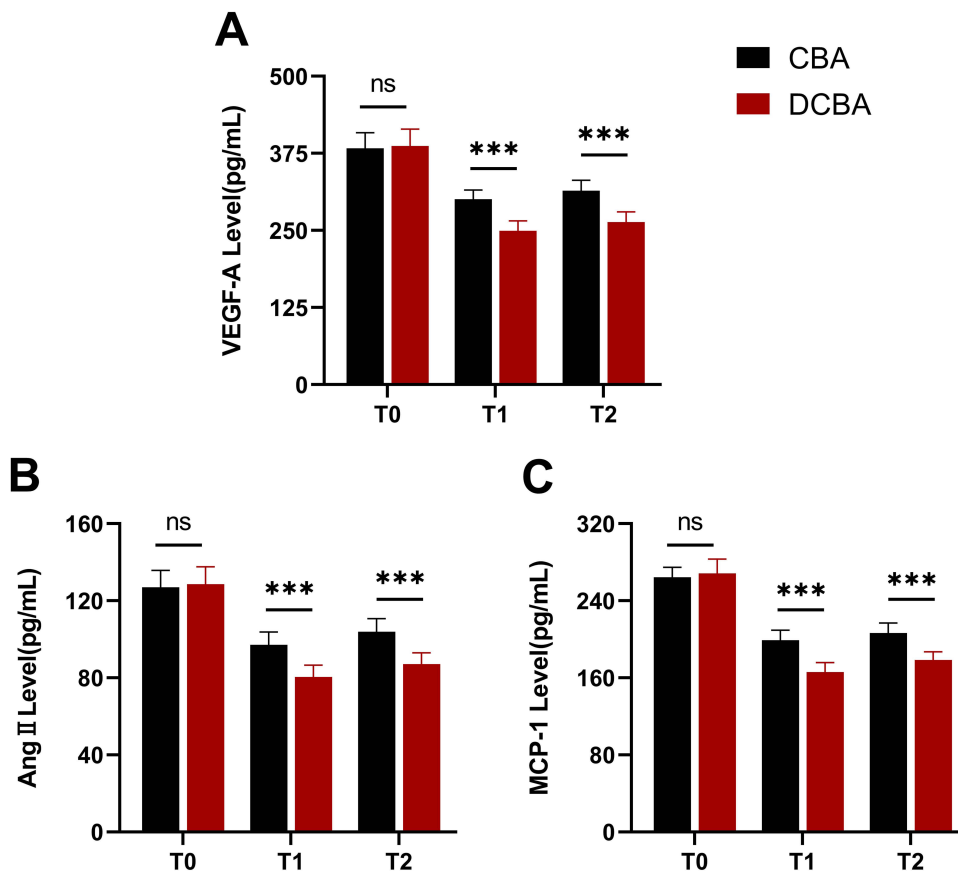 A
CBA
DCBA
VEGF-A Level(pg/mL)
500
375
250
125
0
ns
***
***
T0
T1
T2
B
Ang Ⅱ Level(pg/mL)
160
120
80
40
0
ns
***
***
T0
T1
T2
C
MCP-1 Level(pg/mL)
320
240
160
80
0
ns
***
***
T0
T1
T2